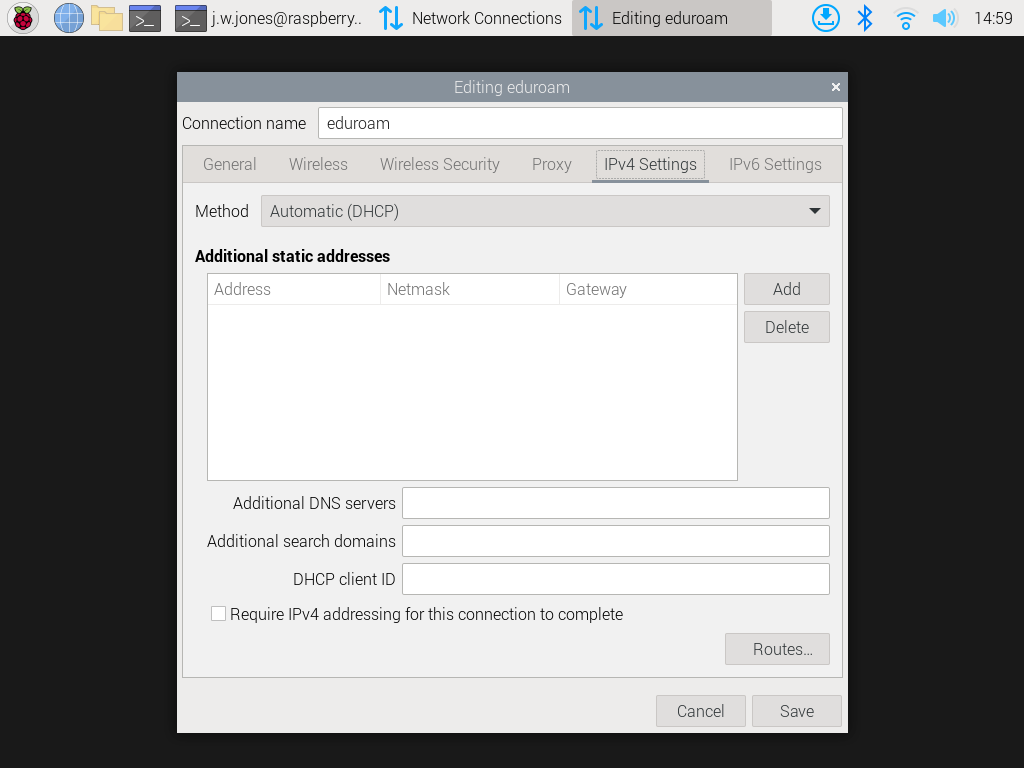 j.w.jones@raspberry.. Network Connections Editing eduroam 14:59
Editing eduroam
Connection name eduroam
General Wireless Wireless Security Proxy IPv4 Settings IPv6 Settings
Method Automatic (DHCP)
Additional static addresses
Address Netmask Gateway Add
Delete
Additional DNS servers
Additional search domains
DHCP client ID
Require IPv4 addressing for this connection to complete
Routes...
Cancel Save